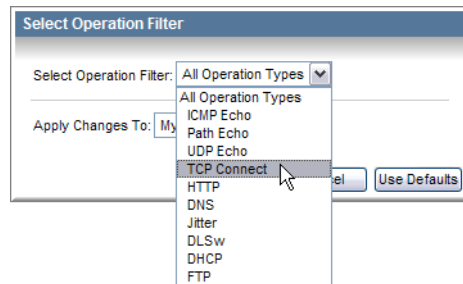 Select Operation Filter
Select Operation Filter: All Operation Types
All Operation Types
ICMP Echo
Apply Changes To: My
Path Echo
UDP Echo
TCP Connect
el Use Defaults
HTTP
DNS
Jitter
DLSw
DHCP
FTP